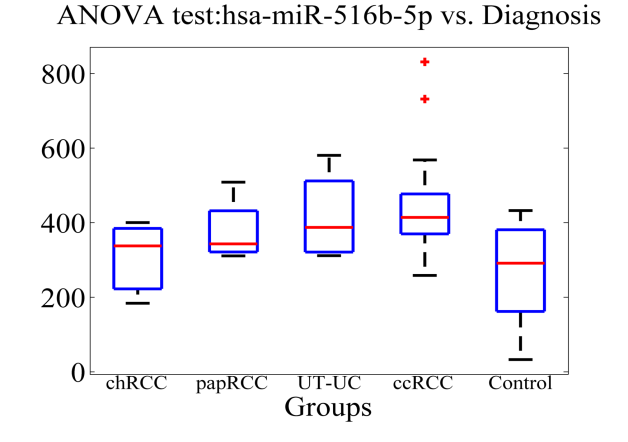 ANOVA test:hsa-miR-516b-5p vs. Diagnosis
800
600
400
200
0
chRCC papRCC UT-UC ccRCC Control
Groups